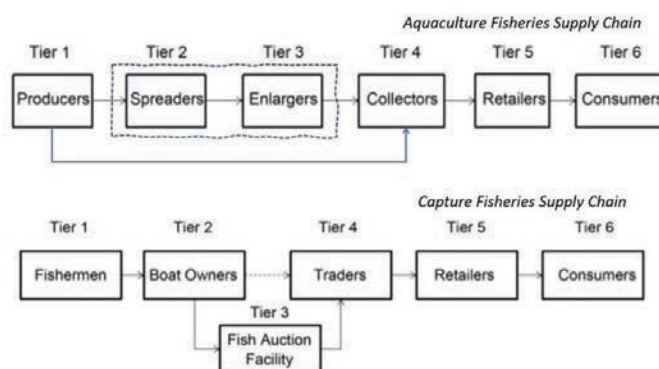 Aquaculture Fisheries Supply Chain
Tier 1 Tier 2 Tier 3 Tier 4 Tier 5 Tier 6
Producers Spreaders Enlargers Collectors Retailers Consumers
Capture Fisheries Supply Chain
Tier 1 Tier 2 Tier 4 Tier 5 Tier 6
Fishermen Boat Owners Traders Retailers Consumers
Tier 3
Fish Auction
Facility